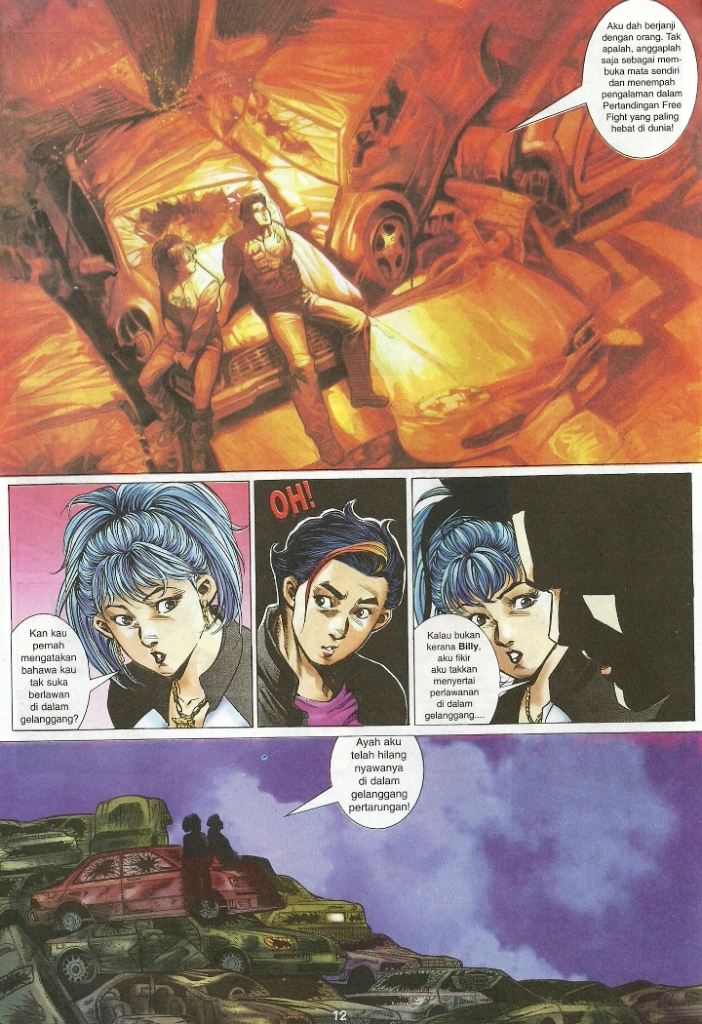 Aku dah berjanji
dengan orang. Tak
apalah, anggaplah
saja sebagai mem-
buka mata sendiri
dan menempah
pengalaman dalam
Pertandingan Free
Fight yang paling
hebat di dunia!
Kan kau
pernah
mengatakan
bahawa kau
tak suka
berlawan
di dalam
gelanggang?
OH!
Kalau bukan
kerana Billy,
aku fikir
aku takkan
menyertai
perlawanan
di dalam
gelanggang....
Ayah aku
telah hilang
nyawanya
di dalam
gelanggang
pertarungan!
12